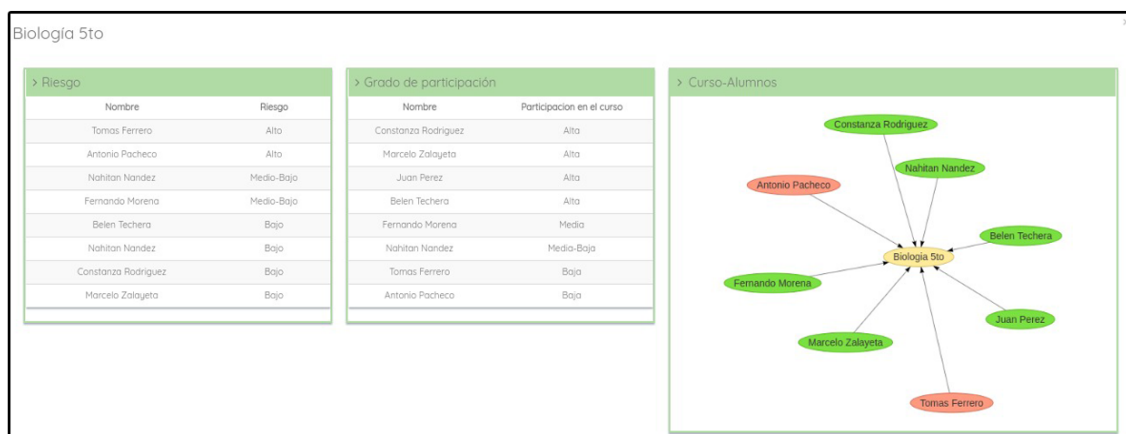 Biología 5to
> Riesgo
Nombre Riesgo
Tomas Ferrero Alto
Antonio Pacheco Alto
Nahitan Nandez Medio-Bajo
Fernando Morena Medio-Bajo
Belen Techera Bajo
Nahitan Nandez Bajo
Constanza Rodriguez Bajo
Marcelo Zalayeta Bajo
> Grado de participación
Nombre Participacion en el curso
Constanza Rodriguez Alta
Marcelo Zalayeta Alta
Juan Perez Alta
Belen Techera Alta
Fernando Morena Media
Nahitan Nandez Media-Baja
Tomas Ferrero Baja
Antonio Pacheco Baja
> Curso-Alumnos
Constanza Rodriguez
Nahitan Nandez
Antonio Pacheco
Belen Techera
Biologia 5to
Fernando Morena
Juan Perez
Marcelo Zalayeta
Tomas Ferrero